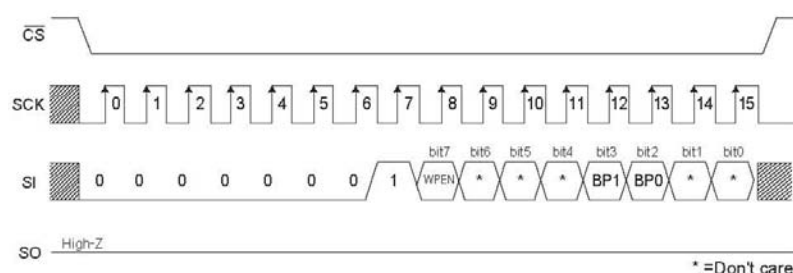 CS
SCK 0 1 2 3 4 5 6 7 8 9 10 11 12 13 14 15
bit7 bit6 bit5 bit4 bit3 bit2 bit1 bit0
SI 0 0 0 0 0 0 0 1 WPEN * * * BP1 BP0 * *
SO High-Z
* =Don't care